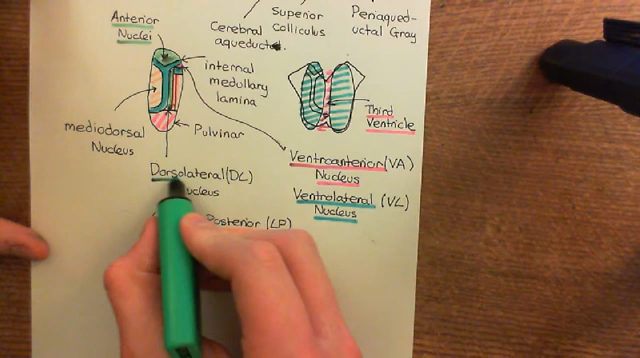 Anterior
Nuclei
Cerebral
aqueduct.
Superior
Colliculus
Periaqued-
uctal Gray
internal
medullary
lamina
mediodorsal
Nucleus
Pulvinar
Third
Ventricle
Dorsolateral (DL)
Ventroanterior (VA)
Nucleus
Ventrolateral (VL)
Nucleus
Posterior (LP)